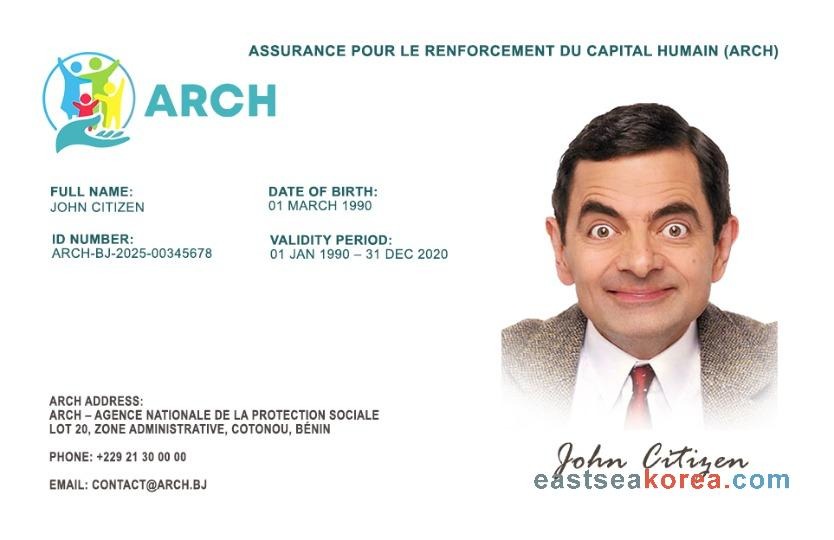 ASSURANCE POUR LE RENFORCEMENT DU CAPITAL HUMAIN (ARCH)
ARCH
FULL NAME:
JOHN CITIZEN
DATE OF BIRTH:
01 MARCH 1990
ID NUMBER:
ARCH-BJ-2025-00345678
VALIDITY PERIOD:
01 JAN 1990 – 31 DEC 2020
ARCH ADDRESS:
ARCH – AGENCE NATIONALE DE LA PROTECTION SOCIALE
LOT 20, ZONE ADMINISTRATIVE, COTONOU, BÉNIN
PHONE: +229 21 30 00 00
EMAIL: CONTACT@ARCH.BJ
John Citizen
eastseakorea.com